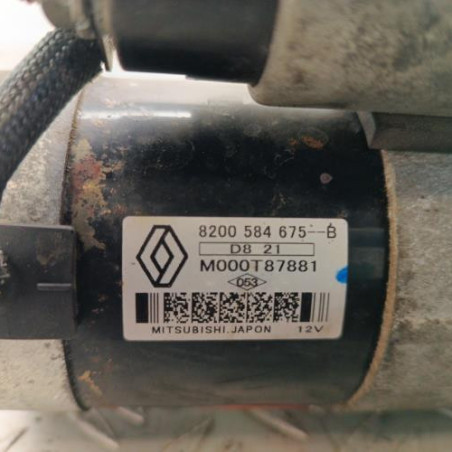 8200 584 675--B
D8 21
M000T87881
D53
MITSUBISHI.JAPON 12V